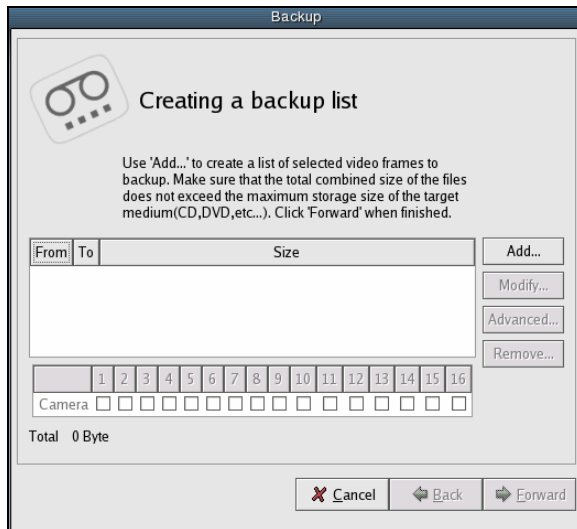 Backup
Creating a backup list
Use 'Add...' to create a list of selected video frames to
backup. Make sure that the total combined size of the files
does not exceed the maximum storage size of the target
medium(CD,DVD,etc...). Click 'Forward' when finished.
From To Size
Add...
Modify...
Advanced...
Remove...
1 2 3 4 5 6 7 8 9 10 11 12 13 14 15 16
Camera
Total 0 Byte
Cancel Back Forward